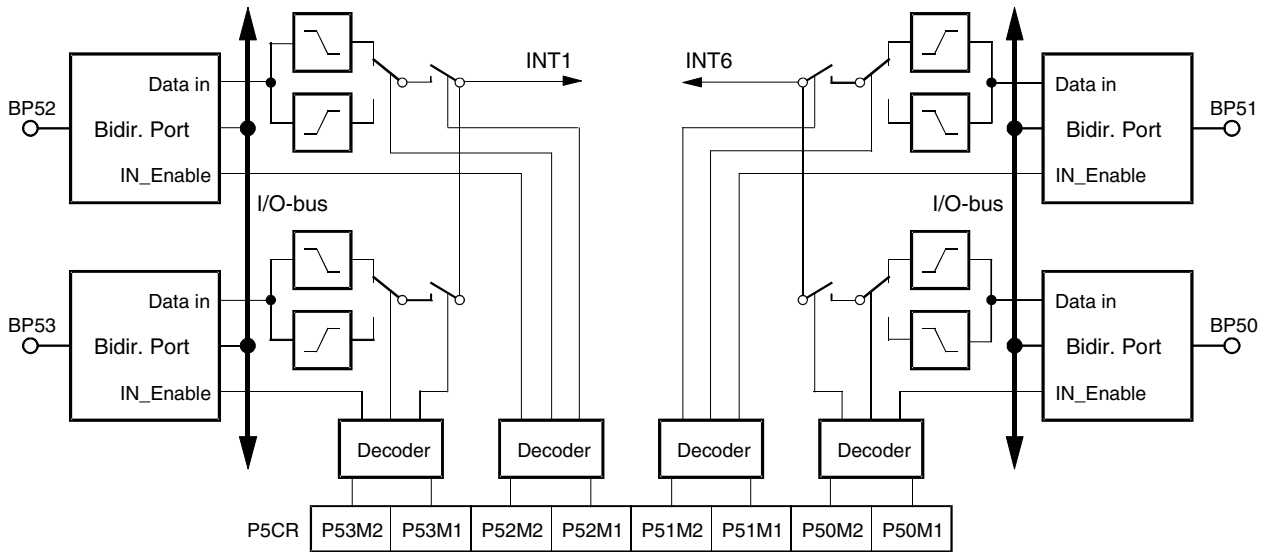 INT1 INT6
Data in Data in
BP52 BP51
Bidir. Port Bidir. Port
IN_Enable IN_Enable
I/O-bus I/O-bus
Data in Data in
BP53 BP50
Bidir. Port Bidir. Port
IN_Enable IN_Enable
Decoder Decoder Decoder Decoder
P5CR P53M2 P53M1 P52M2 P52M1 P51M2 P51M1 P50M2 P50M1